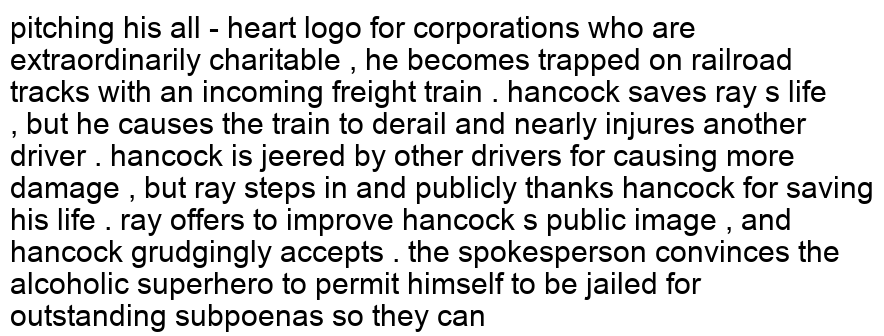 pitching his all - heart logo for corporations who are
extraordinarily charitable , he becomes trapped on railroad
tracks with an incoming freight train . hancock saves ray s life
, but he causes the train to derail and nearly injures another
driver . hancock is jeered by other drivers for causing more
damage , but ray steps in and publicly thanks hancock for saving
his life . ray offers to improve hancock s public image , and
hancock grudgingly accepts . the spokesperson convinces the
alcoholic superhero to permit himself to be jailed for
outstanding subpoenas so they can